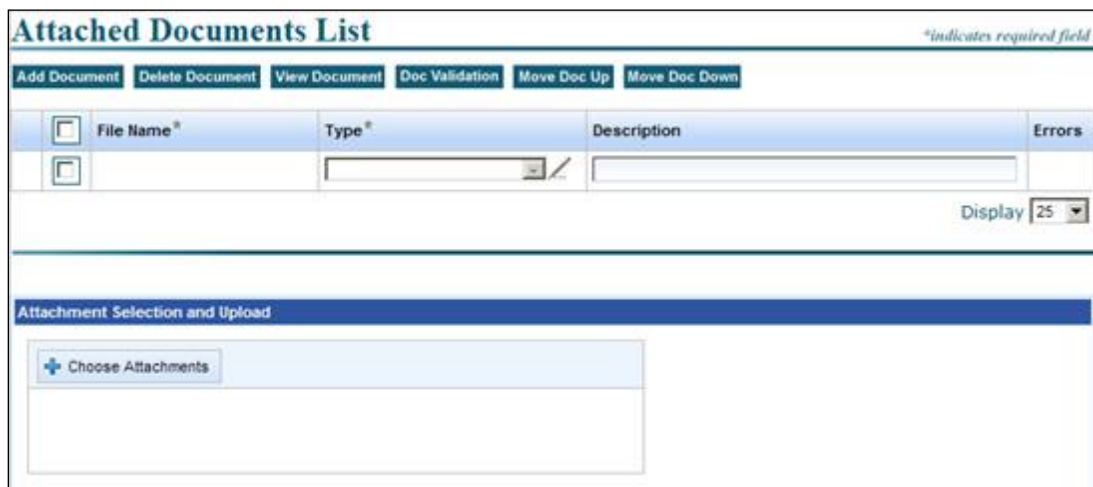 Attached Documents List
*indicates required field
Add Document Delete Document View Document Doc Validation Move Doc Up Move Doc Down
File Name* Type* Description Errors
Display 25
Attachment Selection and Upload
Choose Attachments